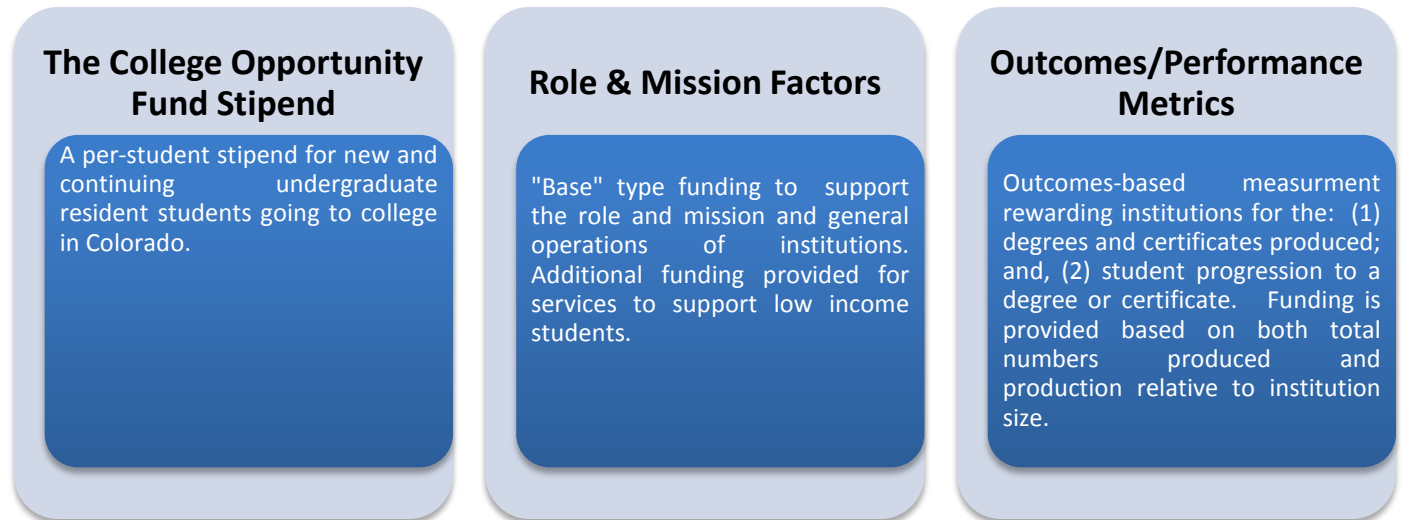 The College Opportunity
Fund Stipend
A per-student stipend for new and
continuing undergraduate
resident students going to college
in Colorado.
Role & Mission Factors
"Base" type funding to support
the role and mission and general
operations of institutions.
Additional funding provided for
services to support low income
students.
Outcomes/Performance
Metrics
Outcomes-based measurment
rewarding institutions for the: (1)
degrees and certificates produced;
and, (2) student progression to a
degree or certificate. Funding is
provided based on both total
numbers produced and
production relative to institution
size.